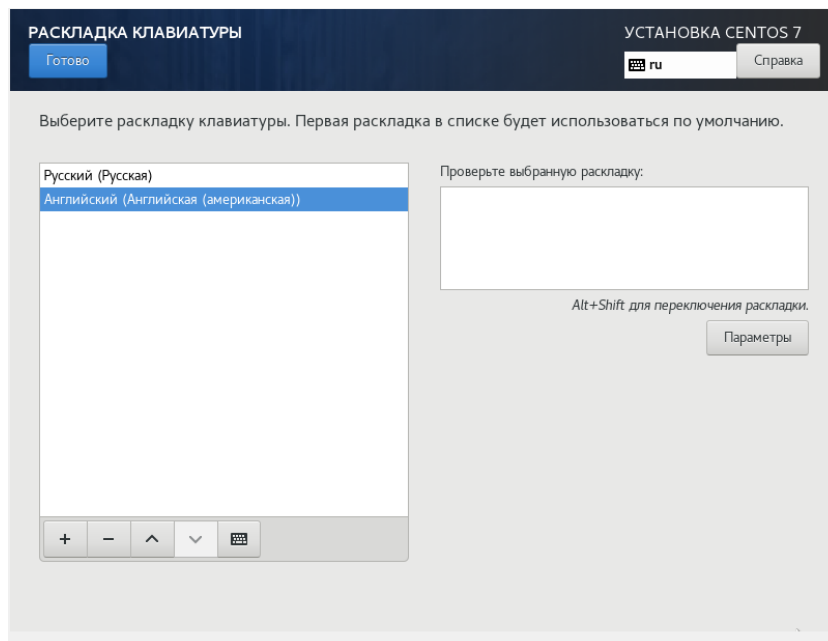 РАСКЛАДКА КЛАВИАТУРЫ
УСТАНОВКА CENTOS 7
Готово
ru
Справка
Выберите раскладку клавиатуры. Первая раскладка в списке будет использоваться по умолчанию.
Русский (Русская)
Английский (Английская (американская))
Проверьте выбранную раскладку:
Alt+Shift для переключения раскладки.
Параметры